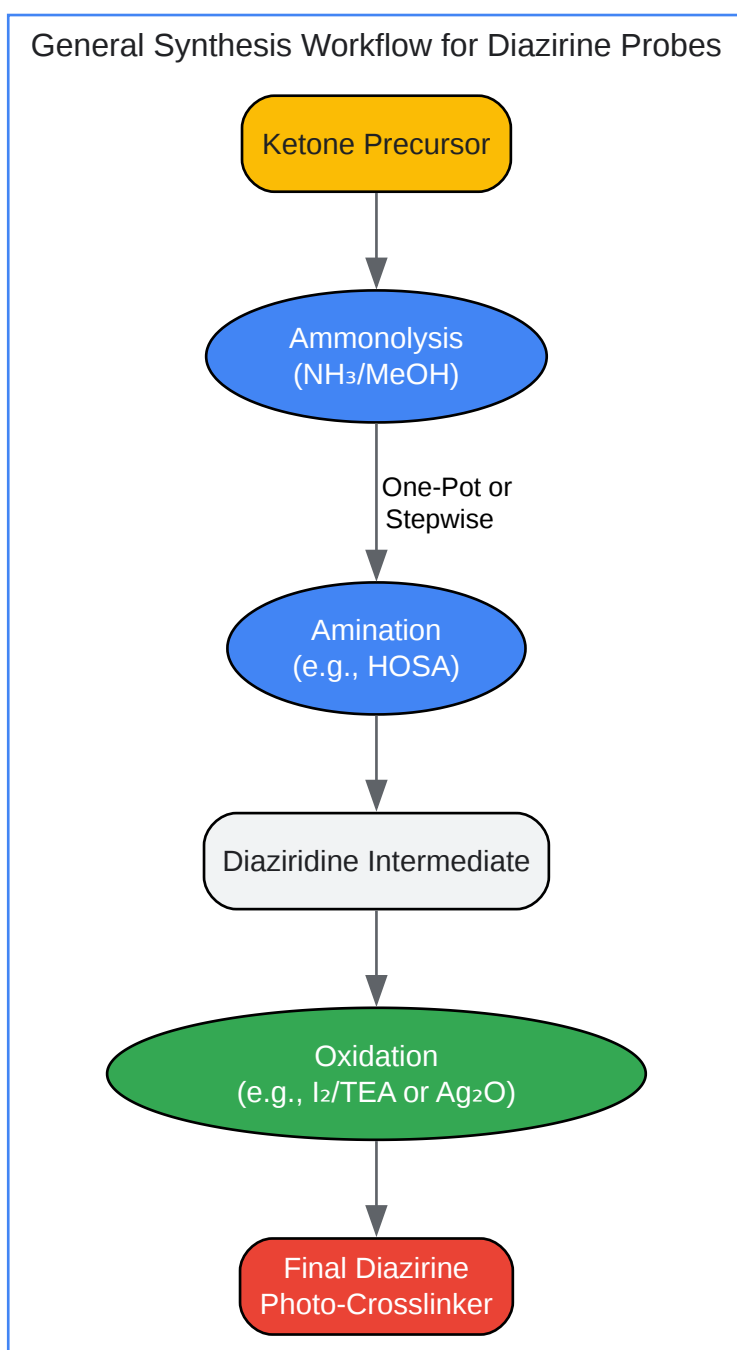 General Synthesis Workflow for Diazirine Probes
Ketone Precursor
Ammonolysis
(NH₃/MeOH)
One-Pot or
Stepwise
Amination
(e.g., HOSA)
Diaziridine Intermediate
Oxidation
(e.g., I₂/TEA or Ag₂O)
Final Diazirine
Photo-Crosslinker